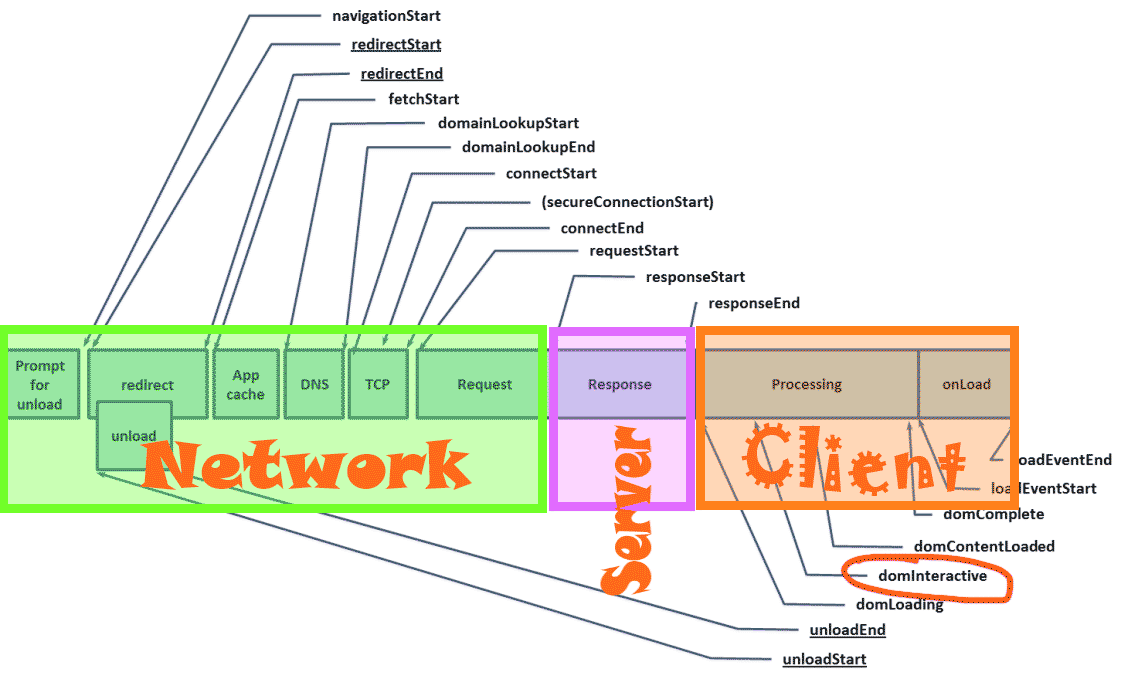 navigationStart
redirectStart
redirectEnd
fetchStart
domainLookupStart
domainLookupEnd
connectStart
(secureConnectionStart)
connectEnd
requestStart
responseStart
responseEnd
Prompt
for
unload
redirect
unload
App
cache
DNS
TCP
Request
Response
Processing
onLoad
Network
Server
Client
loadEventEnd
loadEventStart
domComplete
domContentLoaded
domInteractive
domLoading
unloadEnd
unloadStart